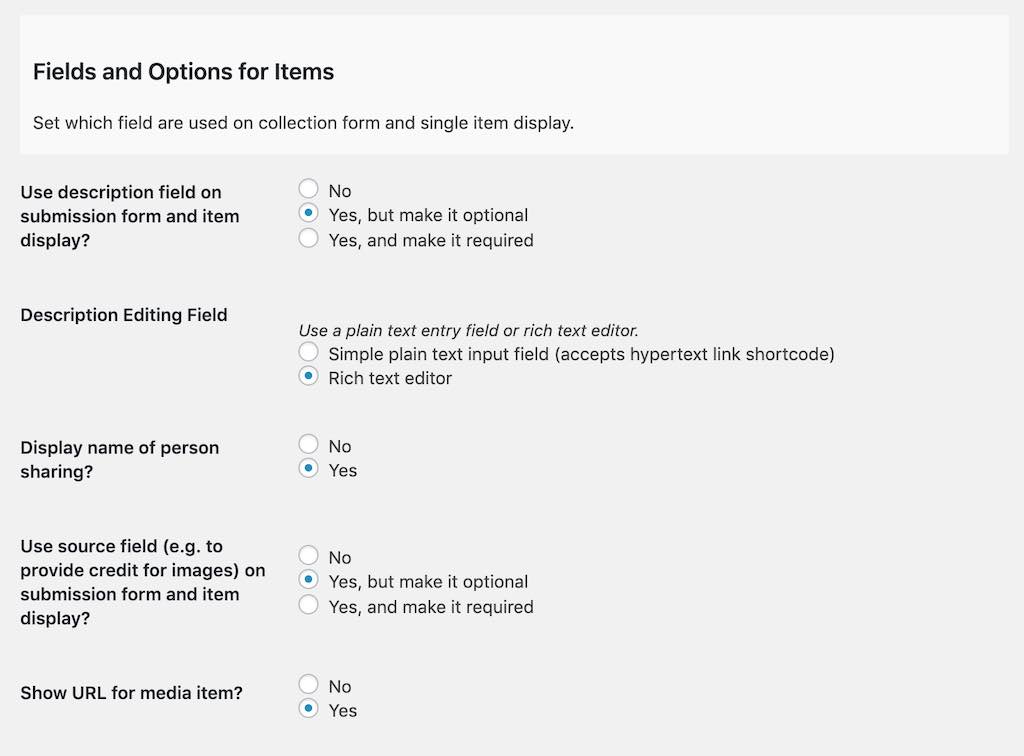 Fields and Options for Items
Set which field are used on collection form and single item display.
Use description field on
submission form and item
display?
No
Yes, but make it optional
Yes, and make it required
Description Editing Field
Use a plain text entry field or rich text editor.
Simple plain text input field (accepts hypertext link shortcode)
Rich text editor
Display name of person
sharing?
No
Yes
Use source field (e.g. to
provide credit for images) on
submission form and item
display?
No
Yes, but make it optional
Yes, and make it required
Show URL for media item?
No
Yes